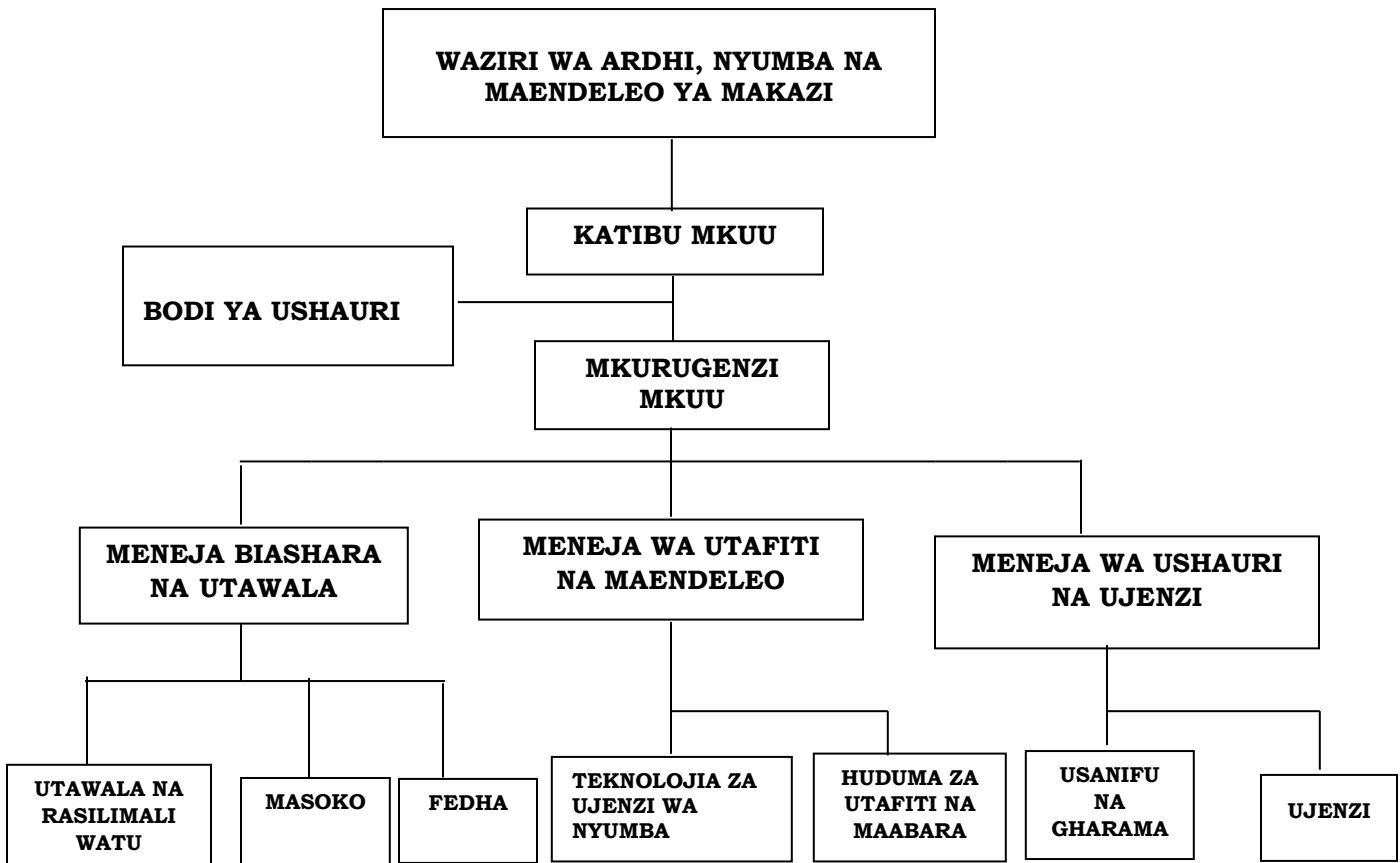 WAZIRI WA ARDHI, NYUMBA NA
MAENDELEO YA MAKAZI
KATIBU MKUU
BODI YA USHAURI
MKURUGENZI
MKUU
MENEJA BIASHARA
NA UTAWALA
MENEJA WA UTAFITI
NA MAENDELEO
MENEJA WA USHAURI
NA UJENZI
UTAWALA NA
RASILIMALI
WATU
MASOKO
FEDHA
TEKNOLOJIA ZA
UJENZI WA
NYUMBA
HUDUMA ZA
UTAFITI NA
MAABARA
USANIFU
NA
GHARAMA
UJENZI